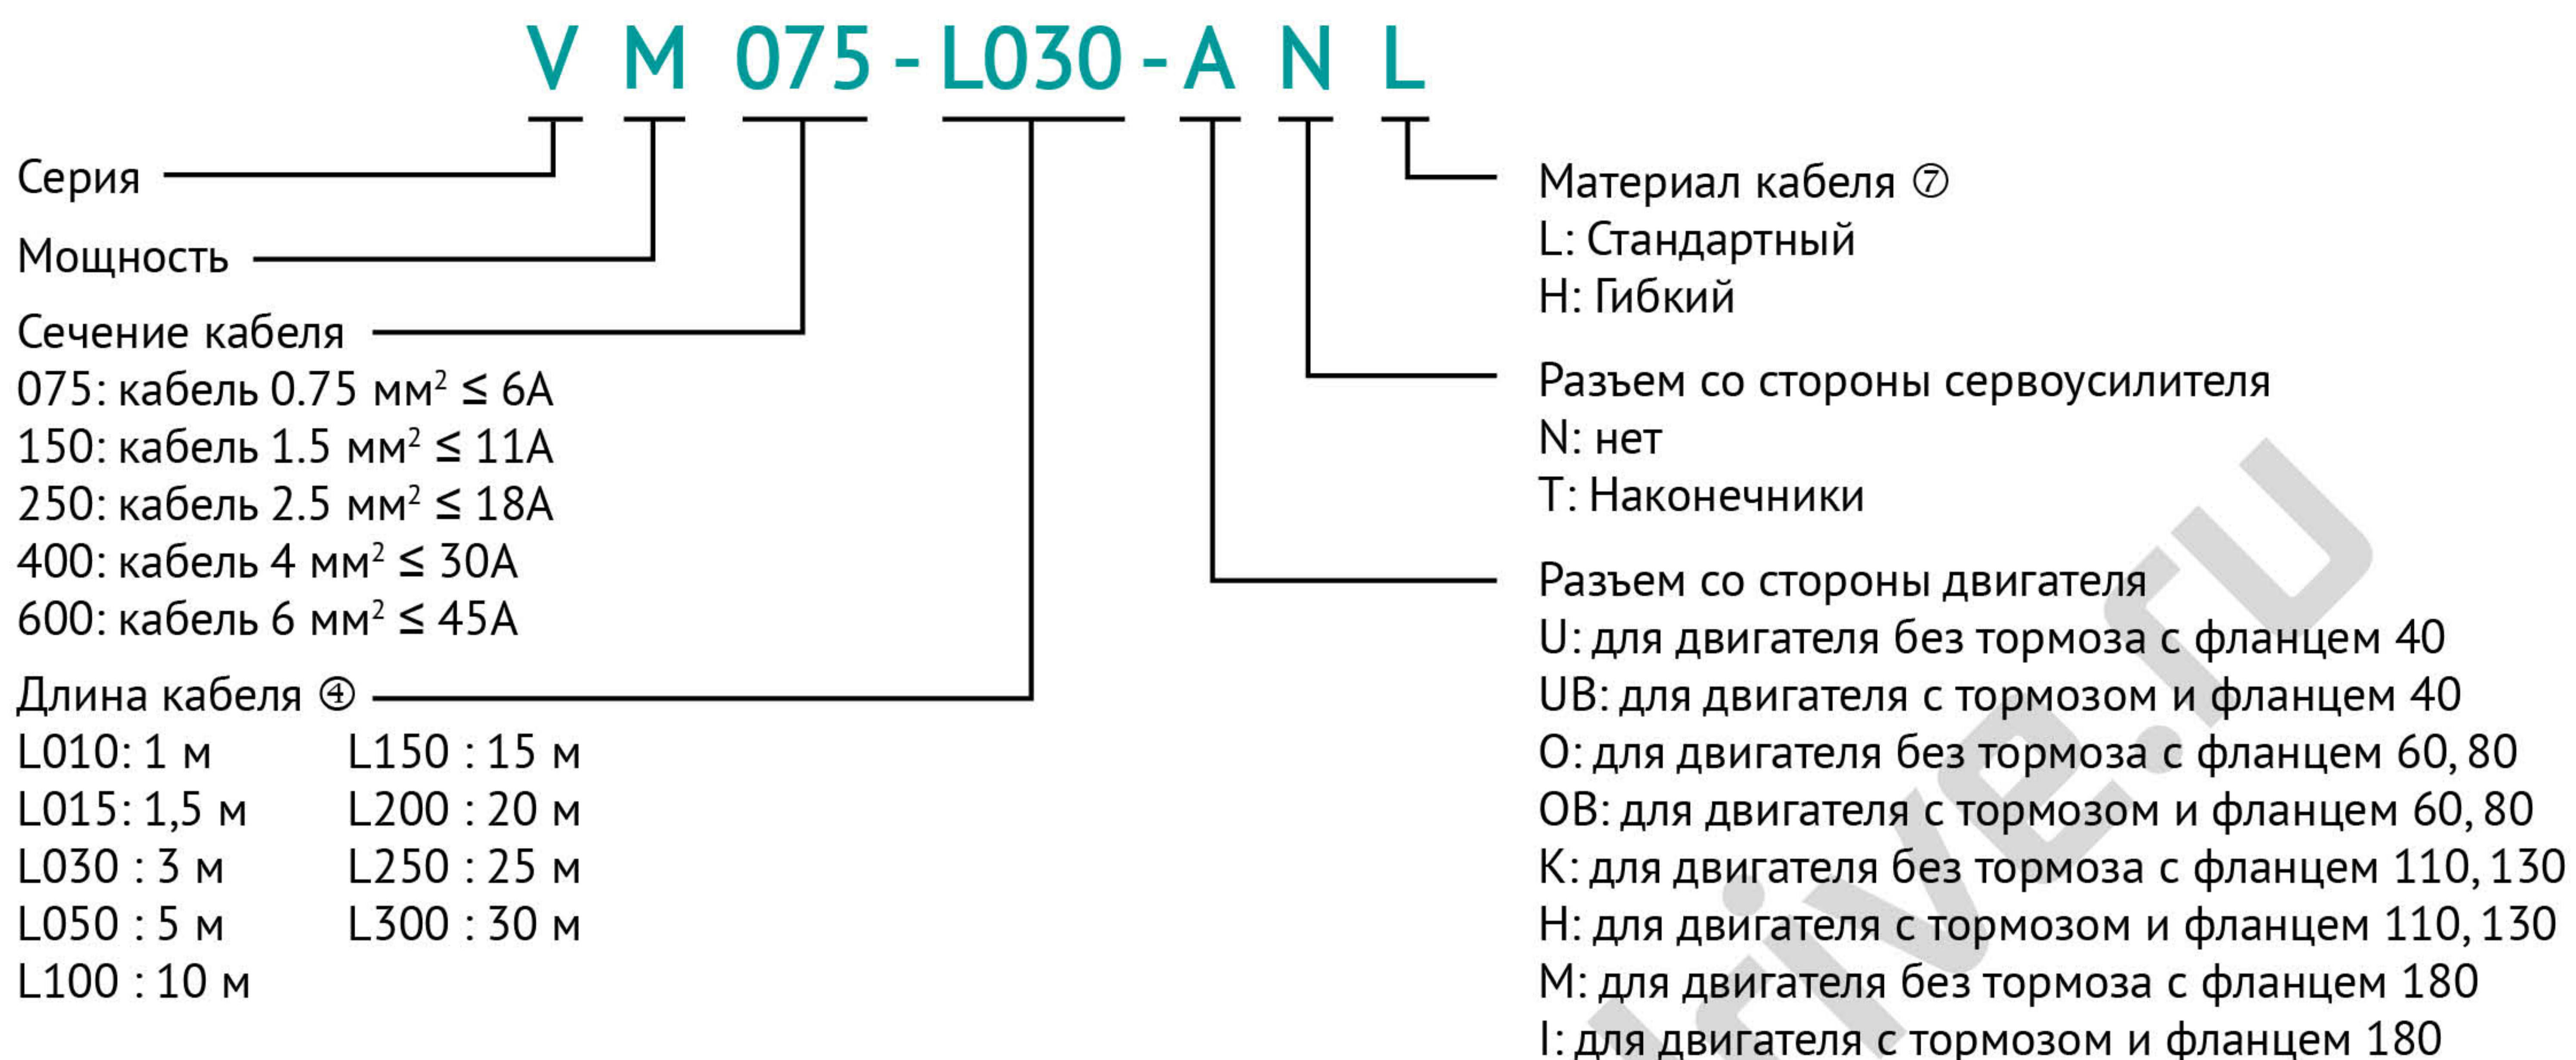 V M 075 - L030 - A N L
Серия
Мощность
Сечение кабеля
075: кабель 0.75 мм² ≤ 6А
150: кабель 1.5 мм² ≤ 11А
250: кабель 2.5 мм² ≤ 18А
400: кабель 4 мм² ≤ 30А
600: кабель 6 мм² ≤ 45А
Длина кабеля ④
L010: 1 м L150 : 15 м
L015: 1,5 м L200 : 20 м
L030 : 3 м L250 : 25 м
L050 : 5 м L300 : 30 м
L100 : 10 м
Материал кабеля ⑦
L: Стандартный
H: Гибкий
Разъем со стороны сервоусилителя
N: нет
T: Наконечники
Разъем со стороны двигателя
U: для двигателя без тормоза с фланцем 40
UB: для двигателя с тормозом и фланцем 40
O: для двигателя без тормоза с фланцем 60, 80
OB: для двигателя с тормозом и фланцем 60, 80
K: для двигателя без тормоза с фланцем 110, 130
H: для двигателя с тормозом и фланцем 110, 130
M: для двигателя без тормоза с фланцем 180
I: для двигателя с тормозом и фланцем 180
rive.ru